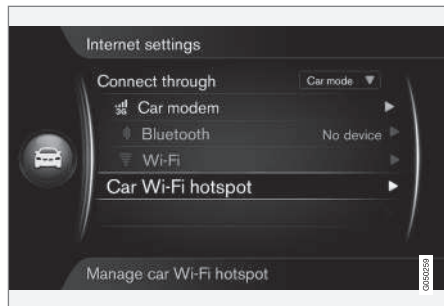 Internet settings
Connect through Car mode
3G Car modem
Bluetooth No device
Wi-Fi
Car Wi-Fi hotspot
Manage car Wi-Fi hotspot
G050259